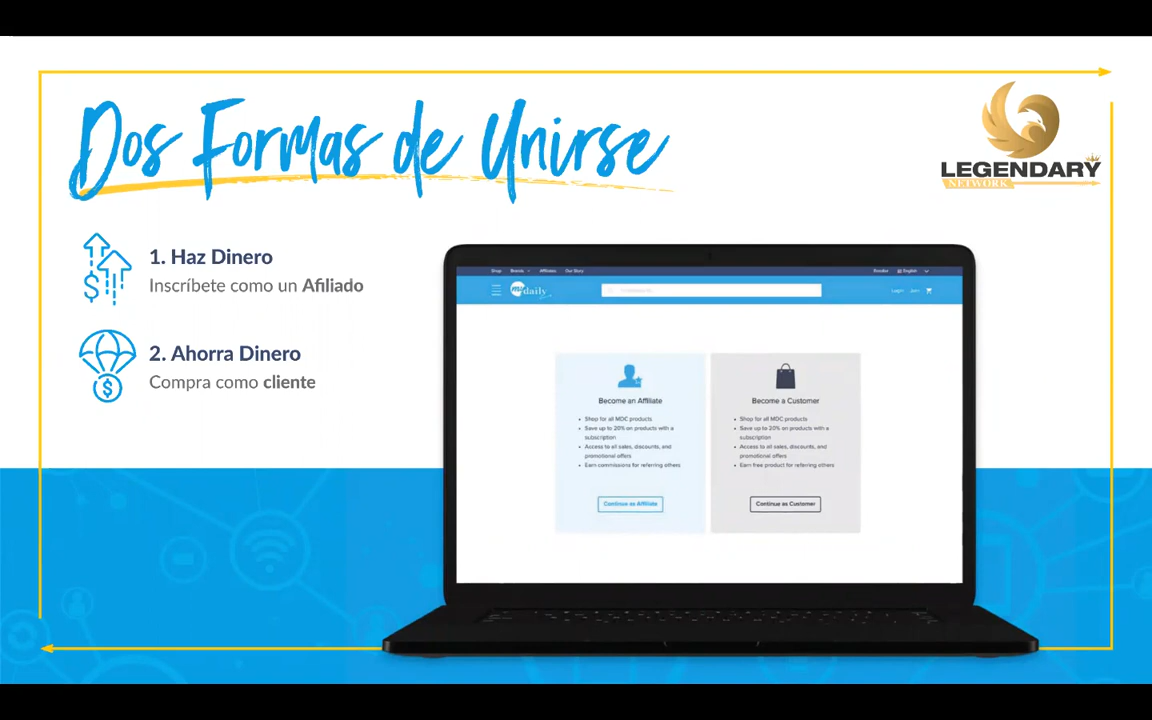 Dos Formas de Unirse
LEGENDARY
NETWORK
1. Haz Dinero
Inscríbete como un Afiliado
2. Ahorra Dinero
Compra como cliente
Shop Brands Affiliates Our Story
English
my daily
Login Join
Become an Affiliate
• Shop for all MDC products
• Save up to 20% on products with a
subscription
• Access to all sales, discounts, and
promotional offers
• Earn commissions for referring others
Continue as Affiliate
Become a Customer
• Shop for all MDC products
• Save up to 20% on products with a
subscription
• Access to all sales, discounts, and
promotional offers
• Earn free product for referring others
Continue as Customer